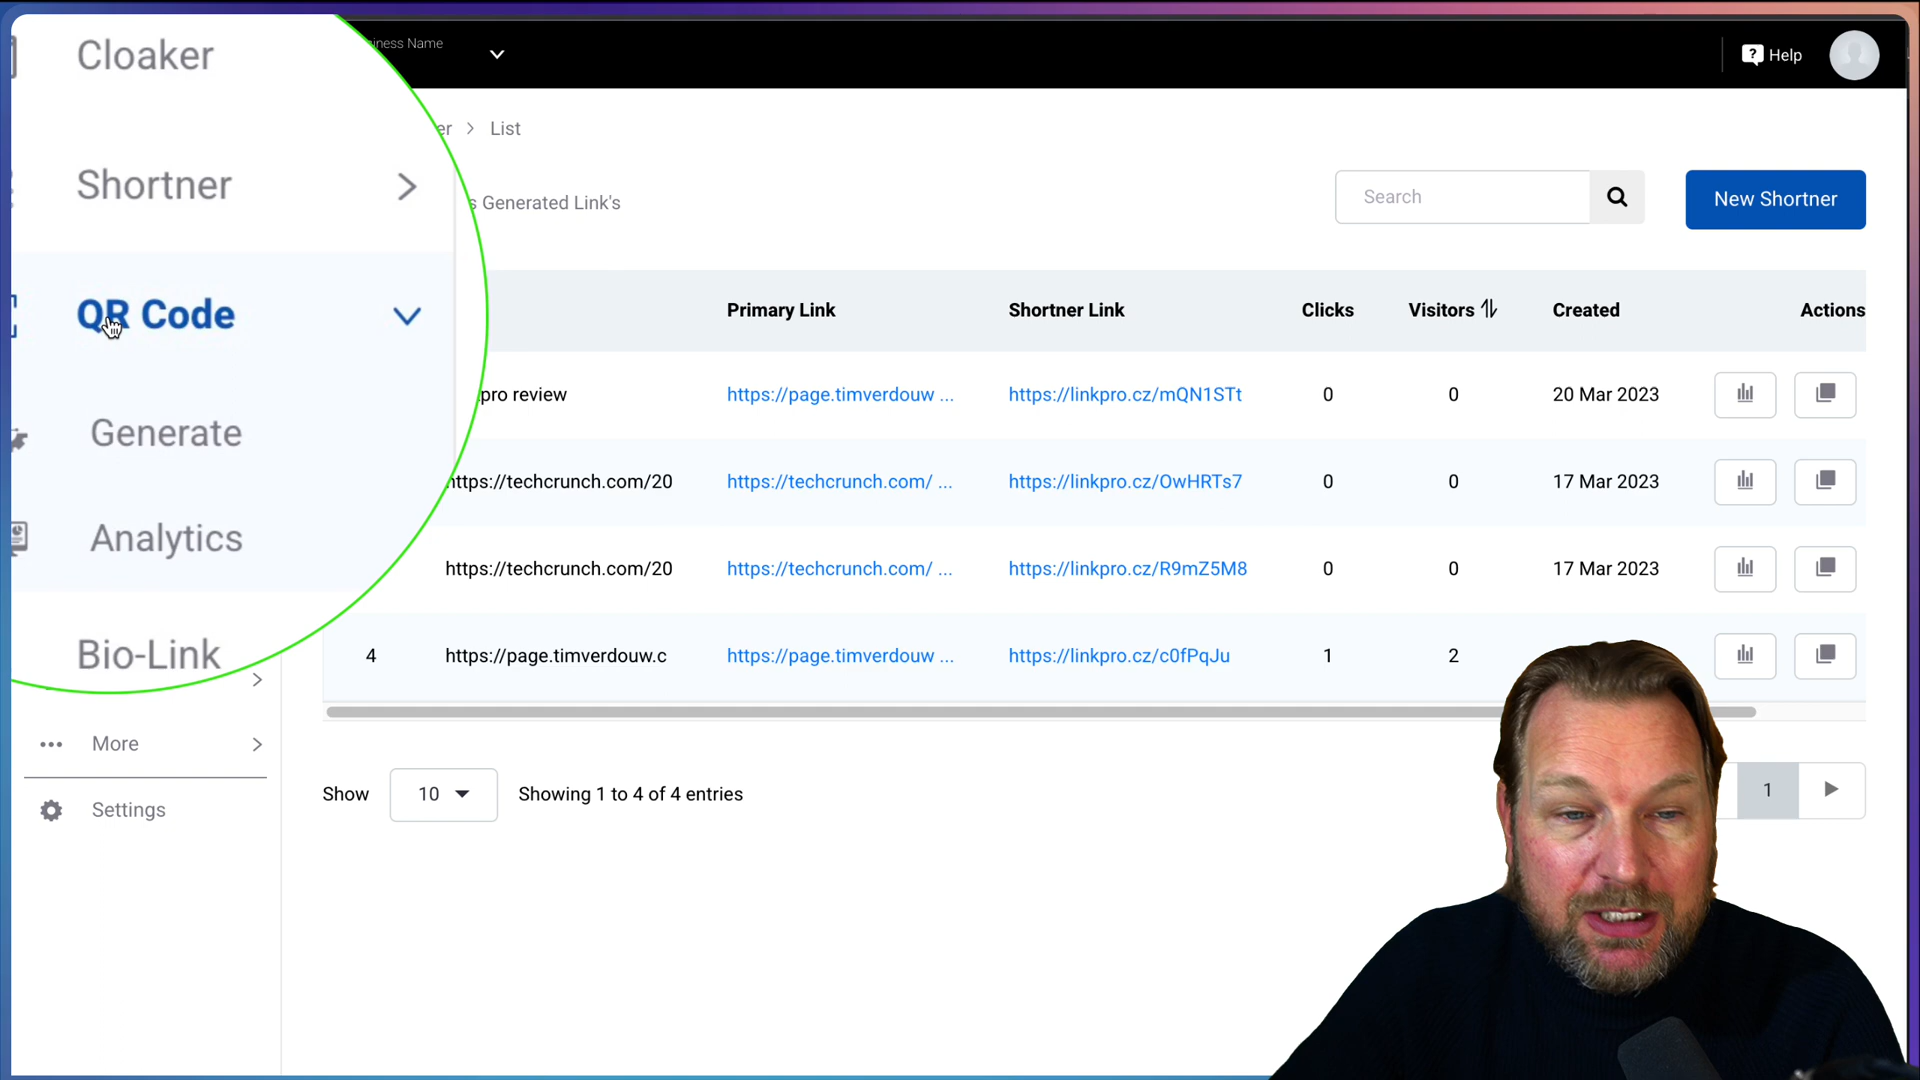 Cloaker
Shortner
QR Code
Generate
Analytics
Bio-Link
More
Settings
iness Name
Help
er > List
s Generated Link's
Search
New Shortner
Primary Link Shortner Link Clicks Visitors Created Actions
pro review https://page.timverdouw ... https://linkpro.cz/mQN1STt 0 0 20 Mar 2023
https://techcrunch.com/20 https://techcrunch.com/ ... https://linkpro.cz/OwHRTs7 0 0 17 Mar 2023
https://techcrunch.com/20 https://techcrunch.com/ ... https://linkpro.cz/R9mZ5M8 0 0 17 Mar 2023
4 https://page.timverdouw.c https://page.timverdouw ... https://linkpro.cz/c0fPqJu 1 2
Show 10 Showing 1 to 4 of 4 entries
1